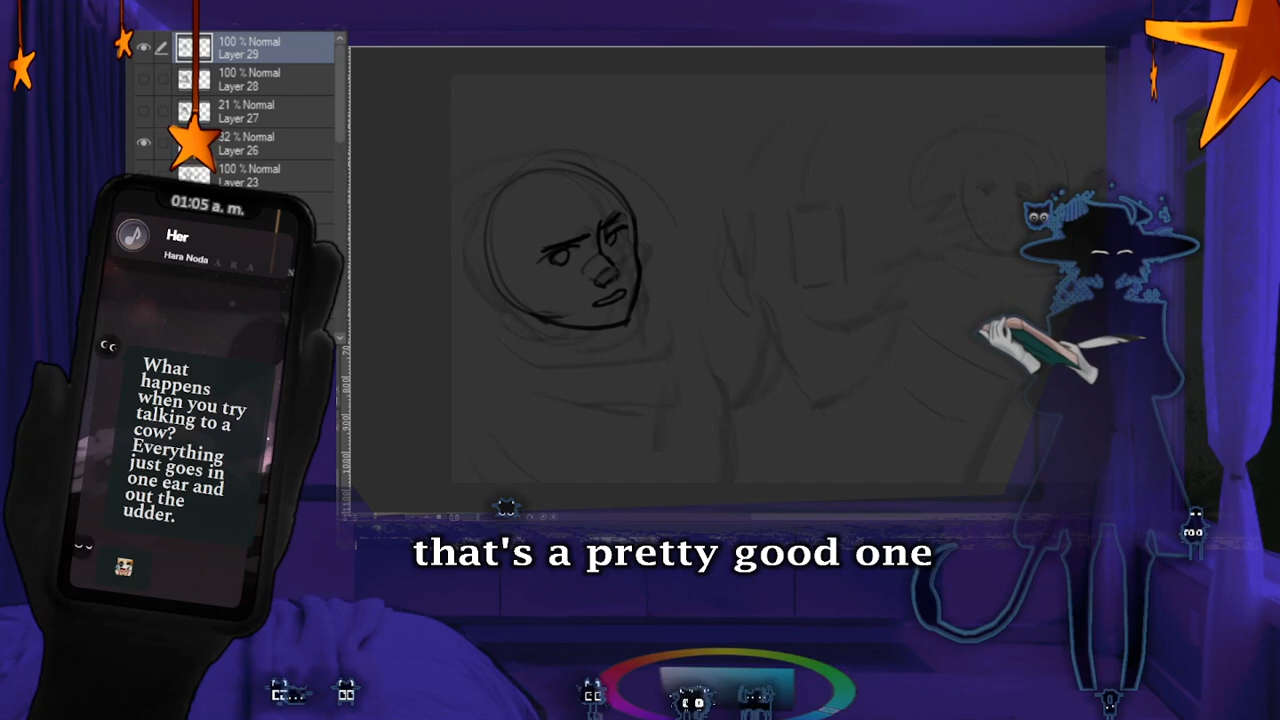 100 % Normal
Layer 29
100 % Normal
Layer 28
21 % Normal
Layer 27
32 % Normal
Layer 26
100 % Normal
Layer 23
01:05 a. m.
Her
Hara Noda
What
happens
when you try
talking to a
cow?
Everything
just goes in
one ear and
out the
udder.
that's a pretty good one